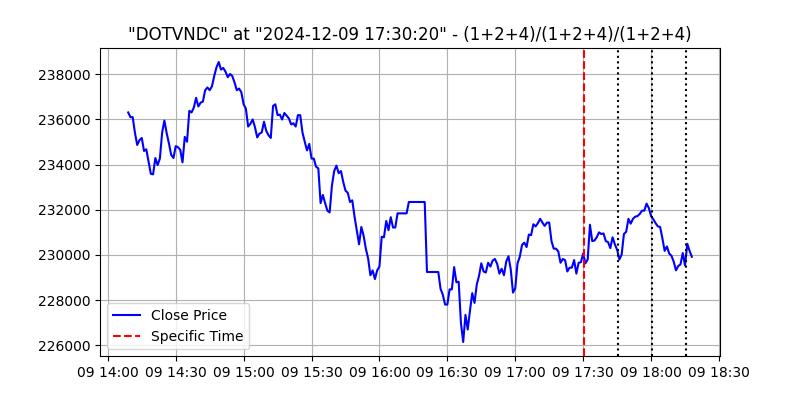 "DOTVNDC" at "2024-12-09 17:30:20" - (1+2+4)/(1+2+4)/(1+2+4)
238000
236000
234000
232000
230000
228000
226000
Close Price
Specific Time
09 14:00 09 14:30 09 15:00 09 15:30 09 16:00 09 16:30 09 17:00 09 17:30 09 18:00 09 18:30